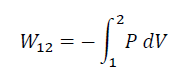 W₁₂ = −∫₁² P dV